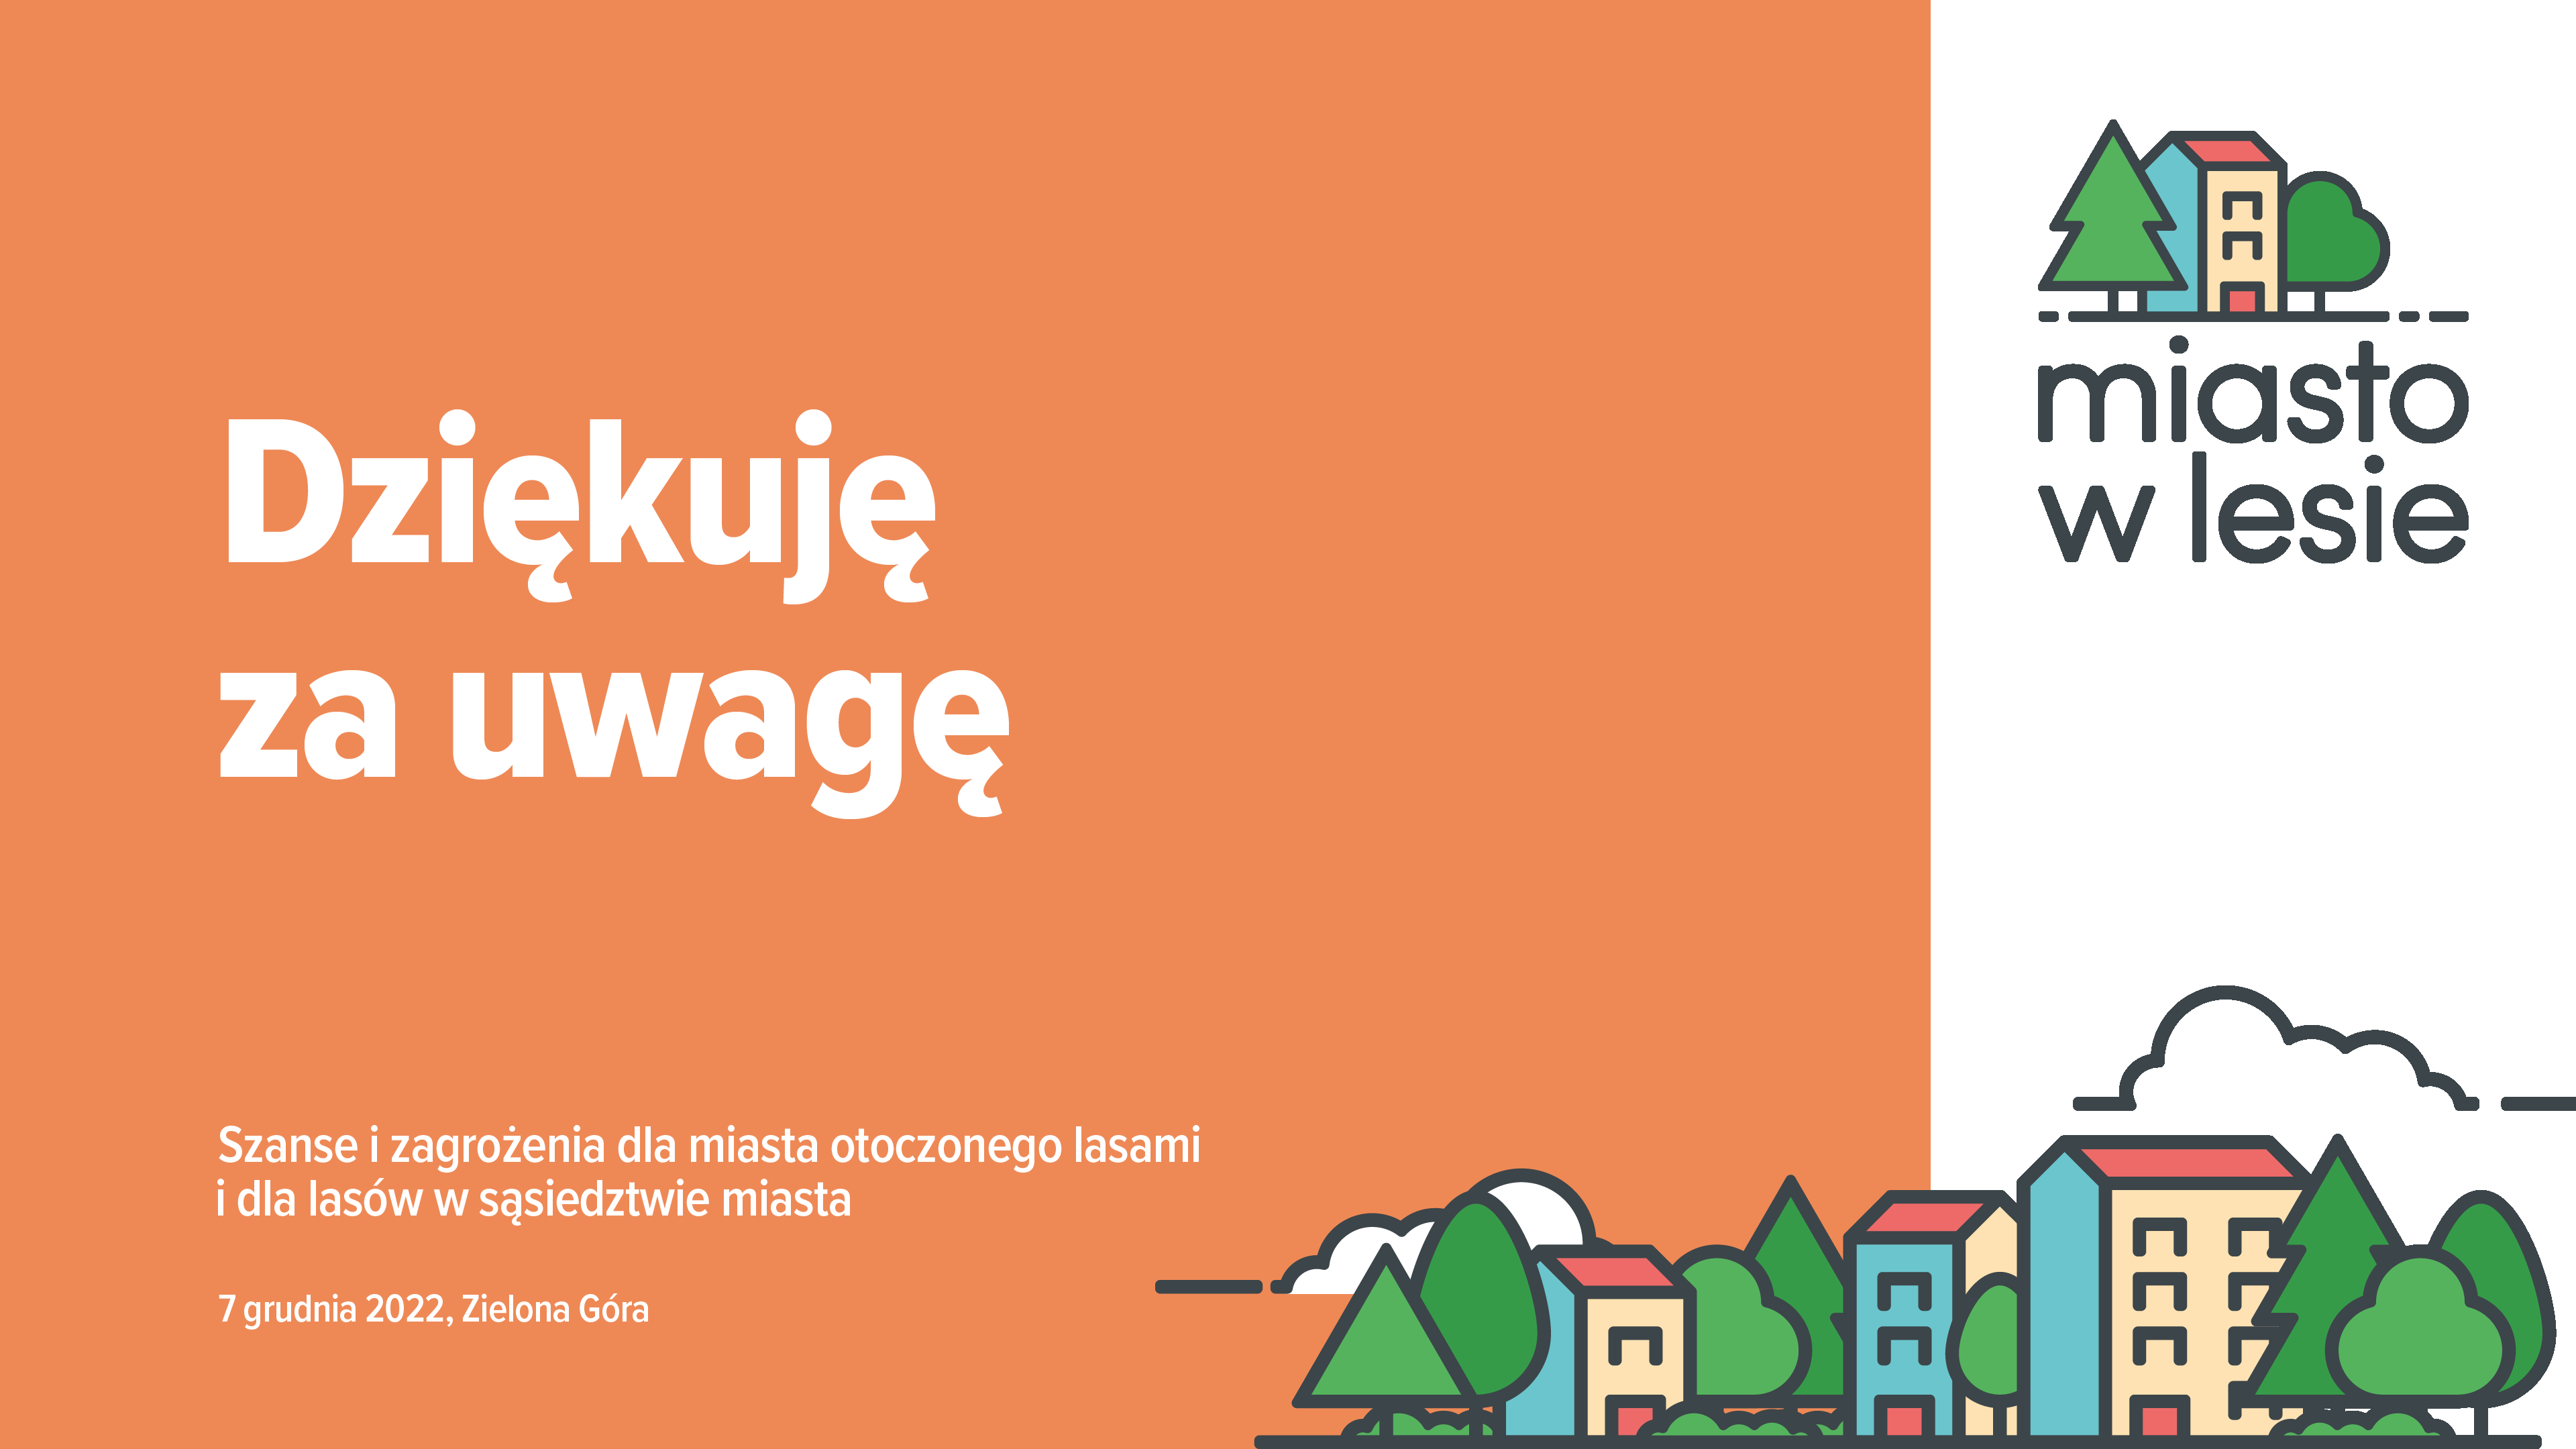 Dziękuję
za uwagę
Szanse i zagrożenia dla miasta otoczonego lasami
i dla lasów w sąsiedztwie miasta
7 grudnia 2022, Zielona Góra
miasto
w lesie